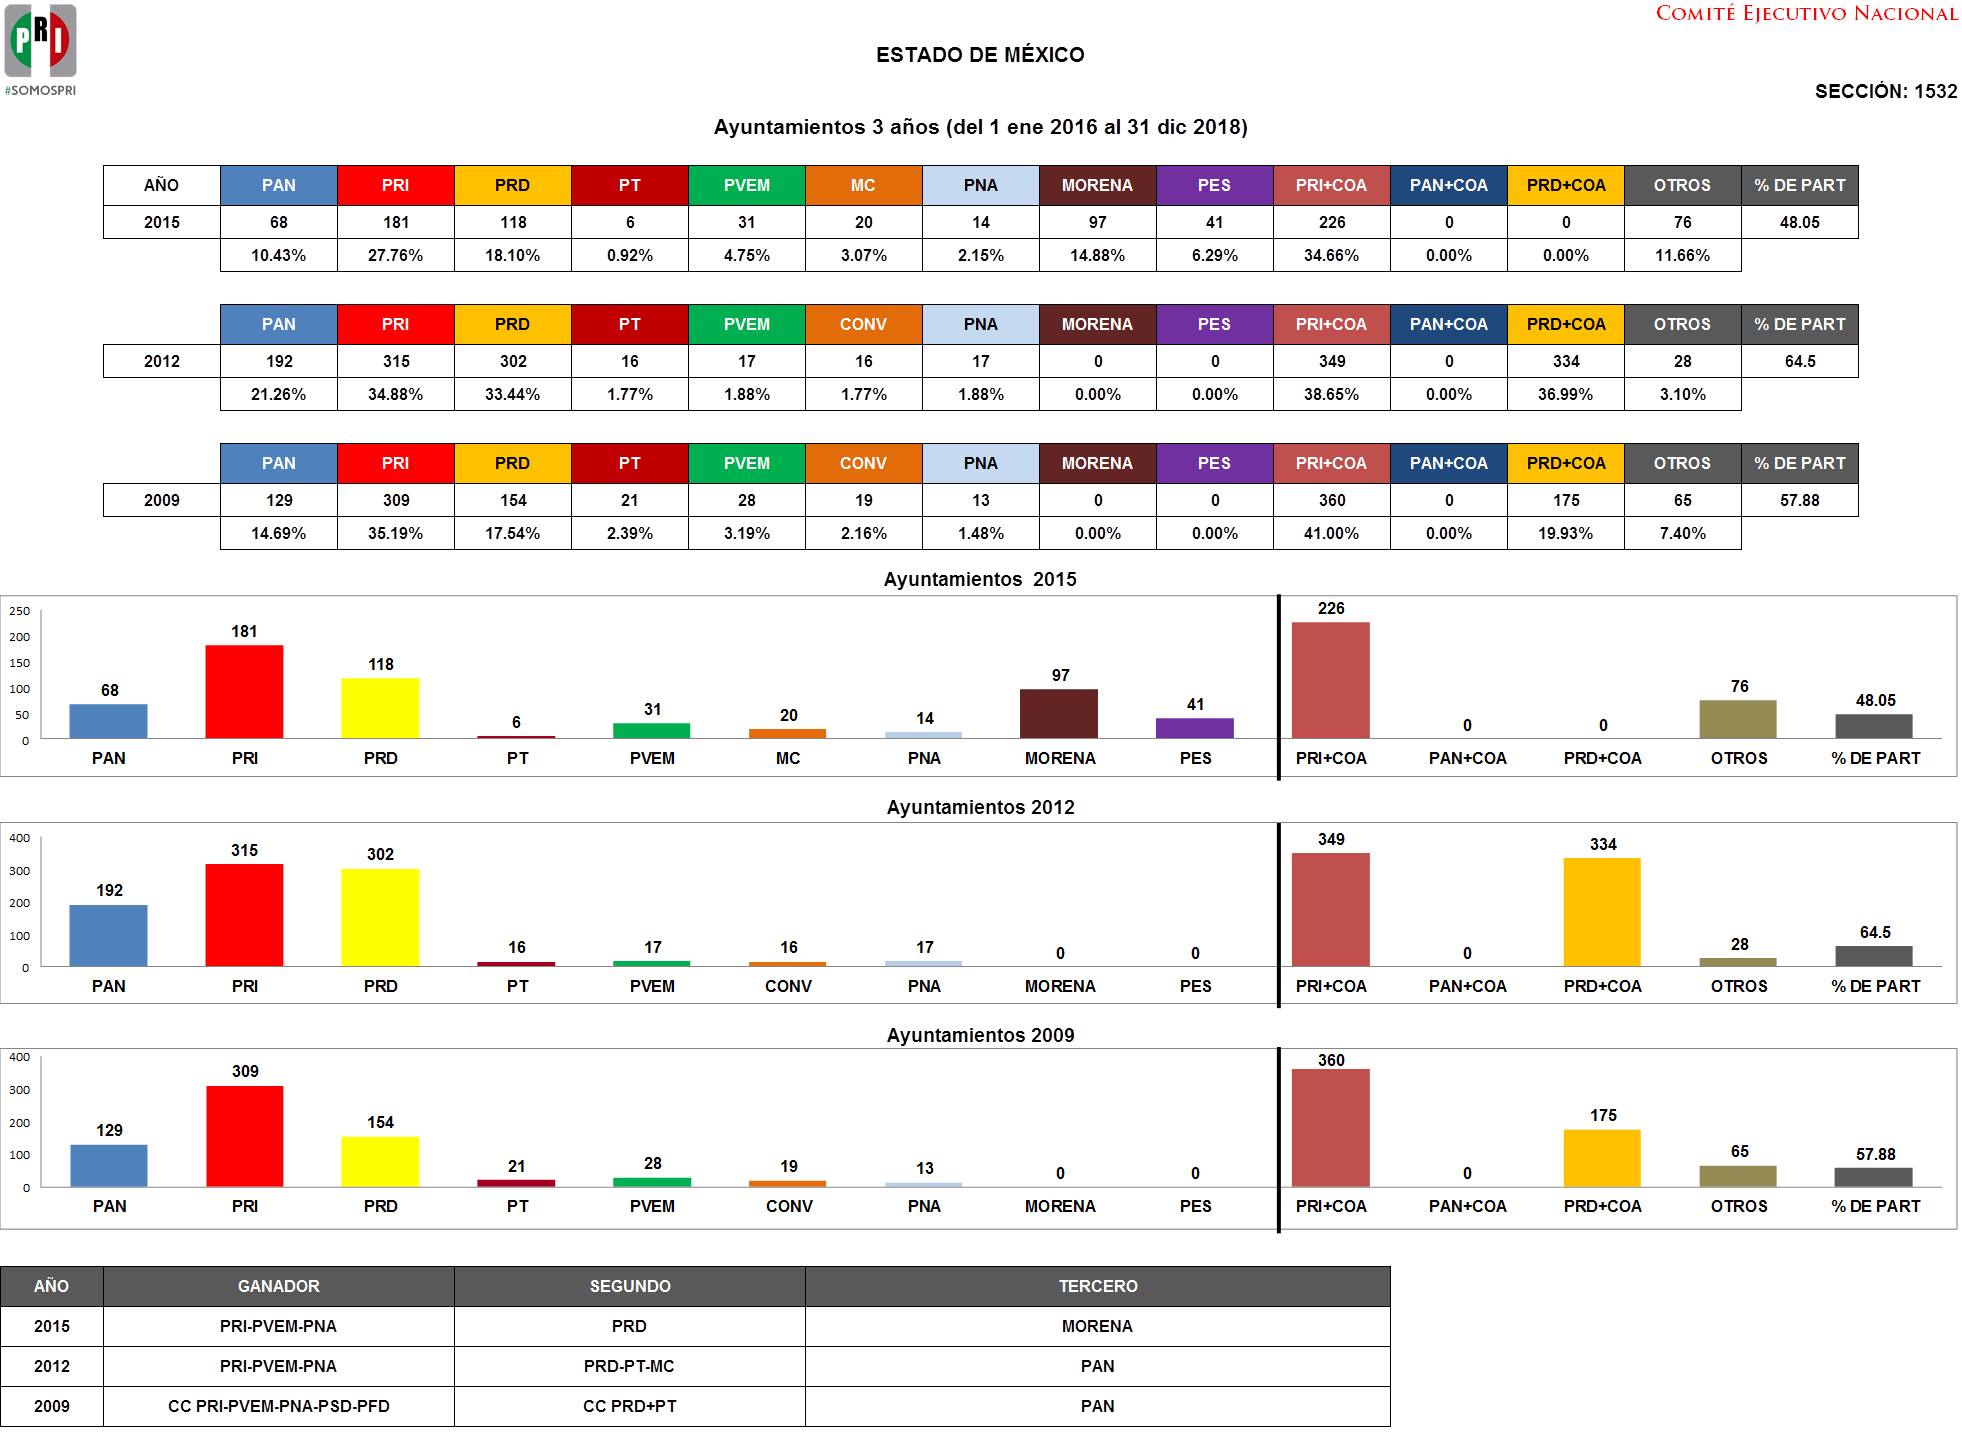 PRI
#SOMOSPRI
COMITÉ EJECUTIVO NACIONAL
ESTADO DE MÉXICO
SECCIÓN: 1532
Ayuntamientos 3 años (del 1 ene 2016 al 31 dic 2018)
AÑO PAN PRI PRD PT PVEM MC PNA MORENA PES PRI+COA PAN+COA PRD+COA OTROS % DE PART
2015 68 181 118 6 31 20 14 97 41 226 0 0 76 48.05
10.43% 27.76% 18.10% 0.92% 4.75% 3.07% 2.15% 14.88% 6.29% 34.66% 0.00% 0.00% 11.66%
PAN PRI PRD PT PVEM CONV PNA MORENA PES PRI+COA PAN+COA PRD+COA OTROS % DE PART
2012 192 315 302 16 17 16 17 0 0 349 0 334 28 64.5
21.26% 34.88% 33.44% 1.77% 1.88% 1.77% 1.88% 0.00% 0.00% 38.65% 0.00% 36.99% 3.10%
PAN PRI PRD PT PVEM CONV PNA MORENA PES PRI+COA PAN+COA PRD+COA OTROS % DE PART
2009 129 309 154 21 28 19 13 0 0 360 0 175 65 57.88
14.69% 35.19% 17.54% 2.39% 3.19% 2.16% 1.48% 0.00% 0.00% 41.00% 0.00% 19.93% 7.40%
Ayuntamientos 2015
250
200
150
100
50
0
68 181 118 6 31 20 14 97 41 226 0 0 76 48.05
PAN PRI PRD PT PVEM MC PNA MORENA PES PRI+COA PAN+COA PRD+COA OTROS % DE PART
Ayuntamientos 2012
400
300
200
100
0
192 315 302 16 17 16 17 0 0 349 0 334 28 64.5
PAN PRI PRD PT PVEM CONV PNA MORENA PES PRI+COA PAN+COA PRD+COA OTROS % DE PART
Ayuntamientos 2009
400
300
200
100
0
129 309 154 21 28 19 13 0 0 360 0 175 65 57.88
PAN PRI PRD PT PVEM CONV PNA MORENA PES PRI+COA PAN+COA PRD+COA OTROS % DE PART
AÑO GANADOR SEGUNDO TERCERO
2015 PRI-PVEM-PNA PRD MORENA
2012 PRI-PVEM-PNA PRD-PT-MC PAN
2009 CC PRI-PVEM-PNA-PSD-PFD CC PRD+PT PAN